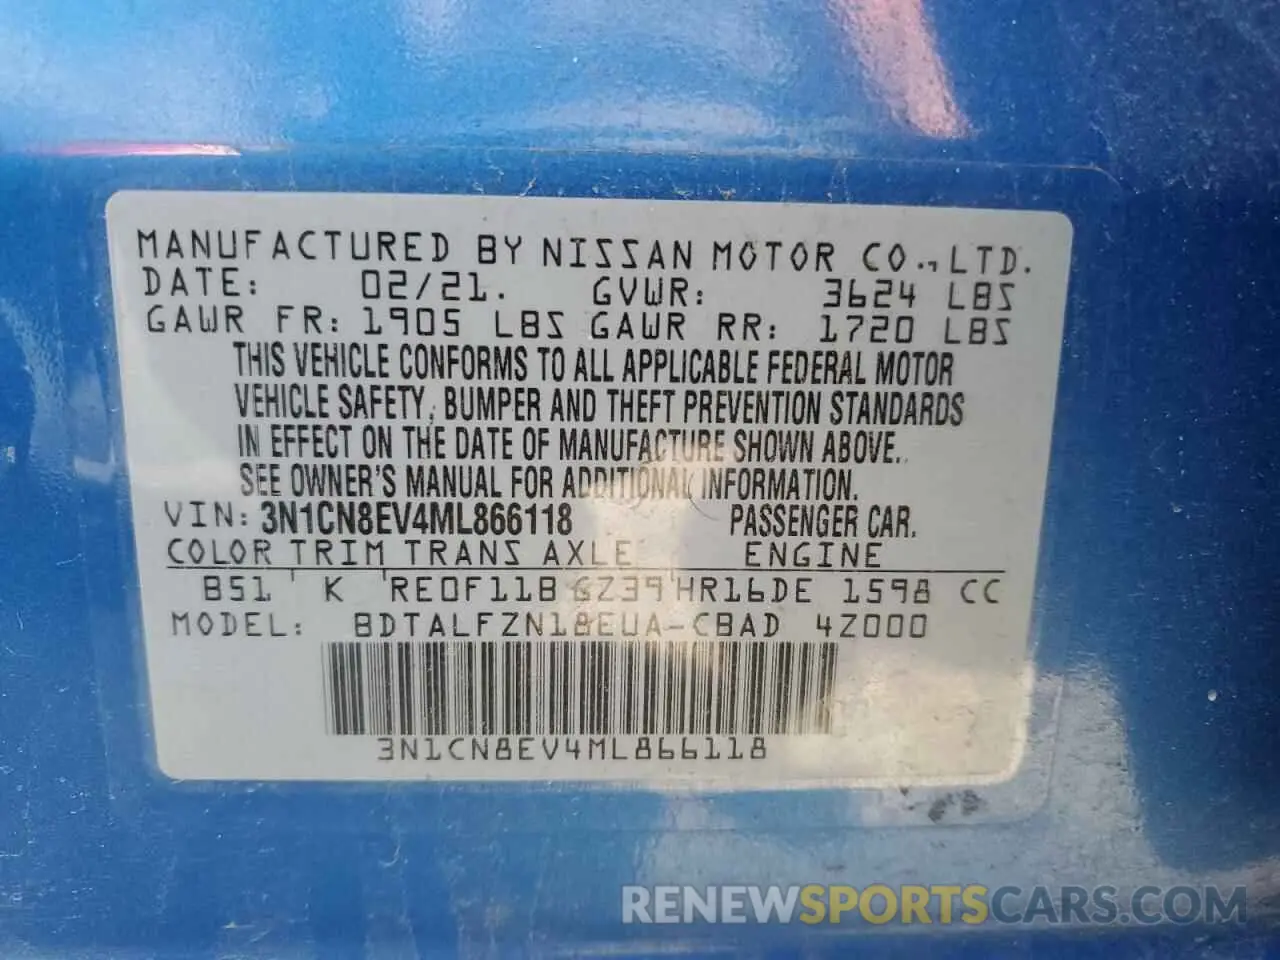 MANUFACTURED BY NISSAN MOTOR CO., LTD.
DATE: 02/21. GVWR: 3624 LBS
GAWR FR: 1905 LBS GAWR RR: 1720 LBS
THIS VEHICLE CONFORMS TO ALL APPLICABLE FEDERAL MOTOR
VEHICLE SAFETY, BUMPER AND THEFT PREVENTION STANDARDS
IN EFFECT ON THE DATE OF MANUFACTURE SHOWN ABOVE.
SEE OWNER'S MANUAL FOR ADDITIONAL INFORMATION.
VIN: 3N1CN8EV4ML866118 PASSENGER CAR.
COLOR TRIM TRANS AXLE ENGINE
B51 K RE0F11B GZ39 HR16DE 1598 CC
MODEL: BDTALFZN18EUA-CBAD 4Z000
3N1CN8EV4ML866118
RENEWSPORTSCARS.COM